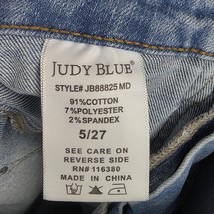 JUDY BLUE
STYLE# JB88825 MD
91%COTTON
7%POLYESTER
2%SPANDEX
5/27
SEE CARE ON
REVERSE SIDE
RN# 116380
MADE IN CHINA